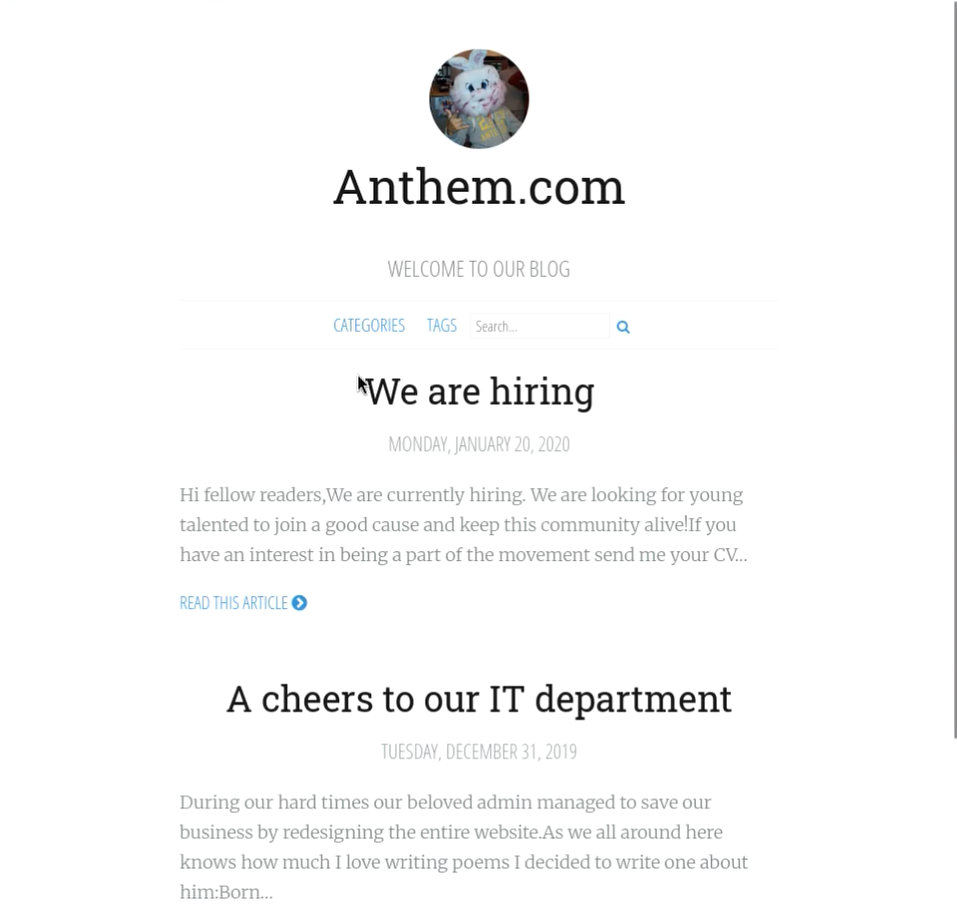 Anthem.com
WELCOME TO OUR BLOG
CATEGORIES TAGS Search...
We are hiring
MONDAY, JANUARY 20, 2020
Hi fellow readers,We are currently hiring. We are looking for young
talented to join a good cause and keep this community alive!If you
have an interest in being a part of the movement send me your CV...
READ THIS ARTICLE
A cheers to our IT department
TUESDAY, DECEMBER 31, 2019
During our hard times our beloved admin managed to save our
business by redesigning the entire website.As we all around here
knows how much I love writing poems I decided to write one about
him:Born...